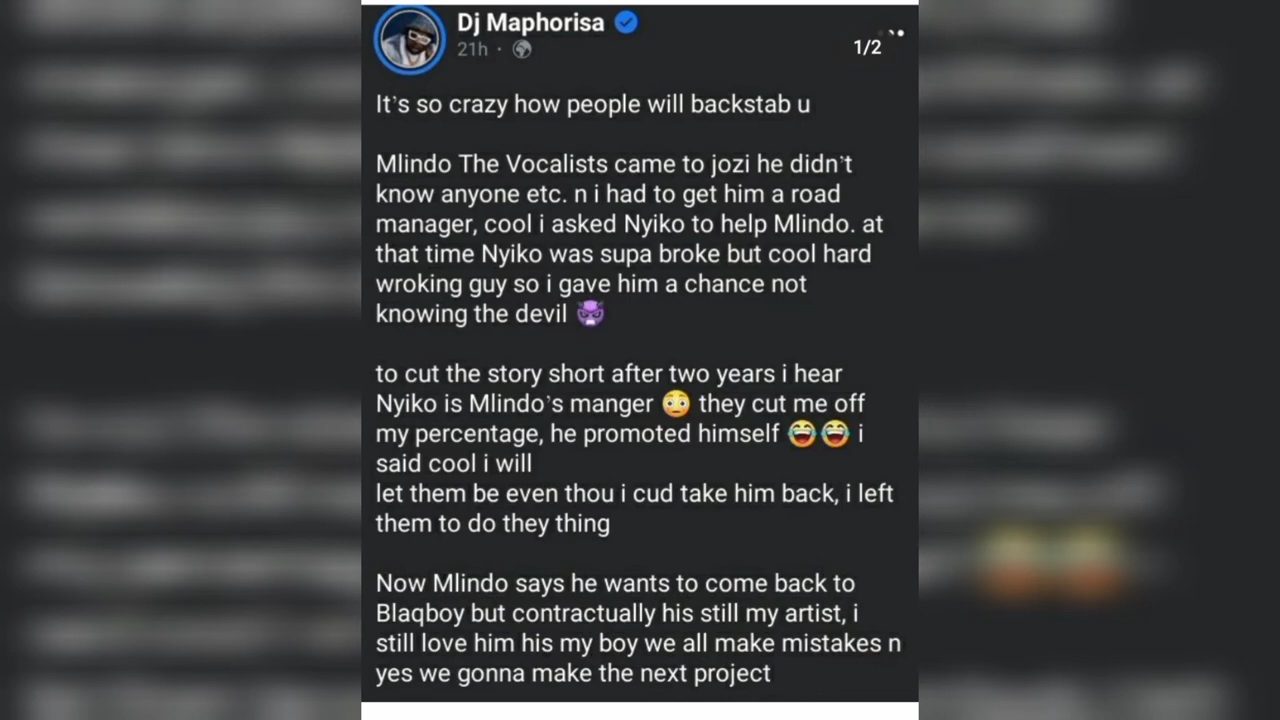 Dj Maphorisa
21h ·
1/2
It's so crazy how people will backstab u
Mlindo The Vocalists came to jozi he didn't
know anyone etc. n i had to get him a road
manager, cool i asked Nyiko to help Mlindo. at
that time Nyiko was supa broke but cool hard
wroking guy so i gave him a chance not
knowing the devil 👿
to cut the story short after two years i hear
Nyiko is Mlindo's manger 😳 they cut me off
my percentage, he promoted himself 😂😂 i
said cool i will
let them be even thou i cud take him back, i left
them to do they thing
Now Mlindo says he wants to come back to
Blaqboy but contractually his still my artist, i
still love him his my boy we all make mistakes n
yes we gonna make the next project